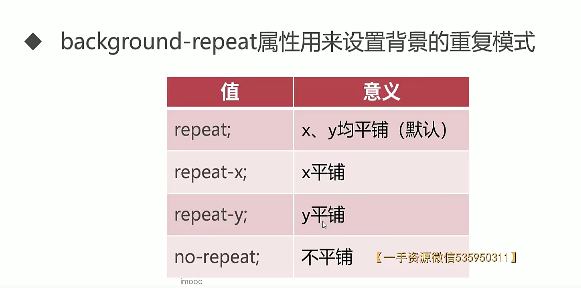 ◆ background-repeat属性用来设置背景的重复模式
值 意义
repeat; x、y均平铺（默认）
repeat-x; x平铺
repeat-y; y平铺
no-repeat; 不平铺 【一手资源微信535950311】
imooc